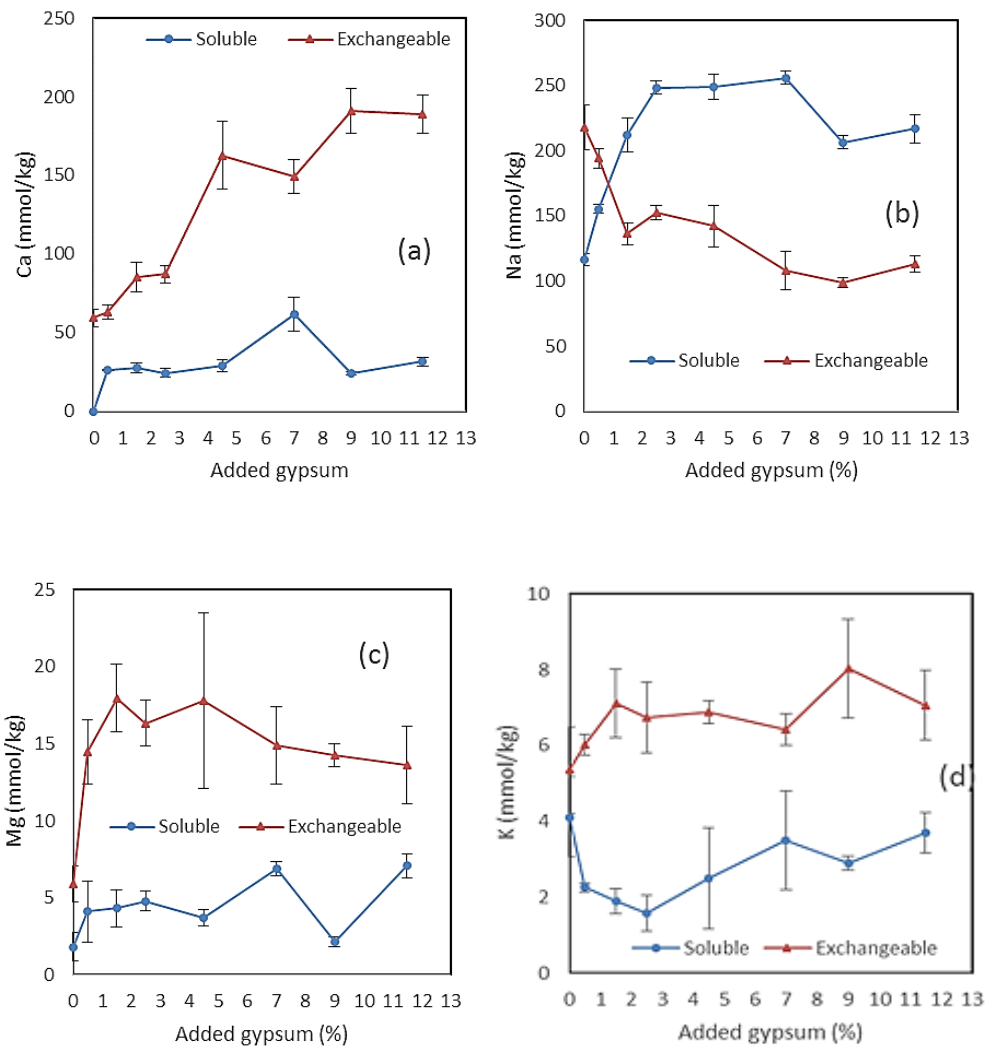 250
200
150
100
50
0
Ca (mmol/kg)
Soluble Exchangeable
(a)
0 1 2 3 4 5 6 7 8 9 10 11 12 13
Added gypsum
300
250
200
150
100
50
0
Na (mmol/kg)
(b)
Soluble Exchangeable
0 1 2 3 4 5 6 7 8 9 10 11 12 13
Added gypsum (%)
25
20
15
10
5
0
Mg (mmol/kg)
(c)
Soluble Exchangeable
0 1 2 3 4 5 6 7 8 9 10 11 12 13
Added gypsum (%)
10
8
6
4
2
0
K (mmol/kg)
(d)
Soluble Exchangeable
0 1 2 3 4 5 6 7 8 9 10 11 12 13
Added gypsum (%)